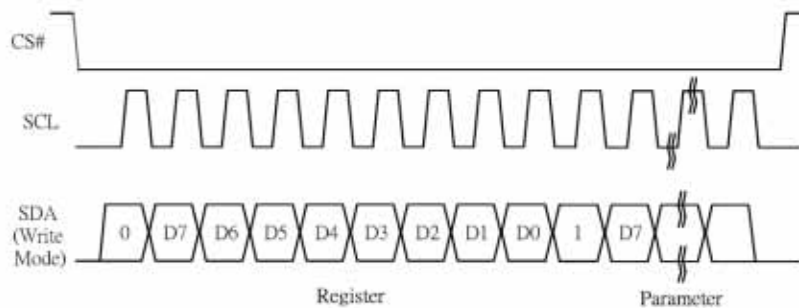 CS#
SCL
SDA
(Write
Mode)
0 D7 D6 D5 D4 D3 D2 D1 D0 1 D7
Register Parameter